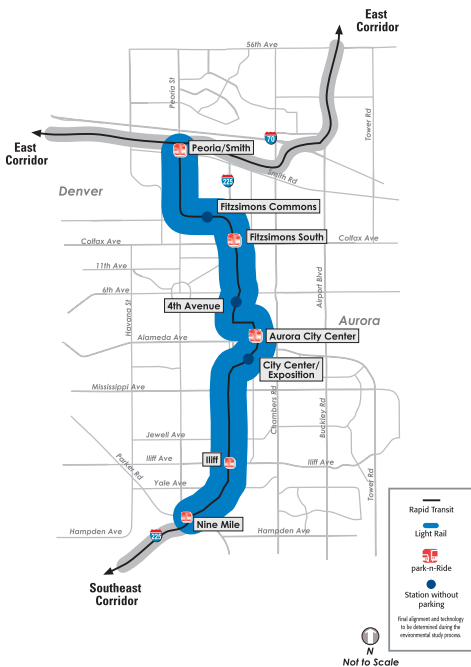 East
Corridor
56th Ave
Peoria St
Tower Rd
70
East
Corridor
Peoria/Smith
Smith Rd
225
Denver
Fitzsimons Commons
Colfax Ave
Fitzsimons South
Colfax Ave
11th Ave
6th Ave
Airport Blvd
Havana St
4th Avenue
Aurora
Alameda Ave
Aurora City Center
City Center/
Exposition
Mississippi Ave
Chambers Rd
Buckley Rd
Jewell Ave
Parker Rd
Iliff Ave
Iliff
Iliff Ave
Tower Rd
Yale Ave
Nine Mile
Hampden Ave
225
Hampden Ave
Southeast
Corridor
Rapid Transit
Light Rail
park-n-Ride
Station without
parking
Final alignment and technology
to be determined during the
environmental study process.
N
Not to Scale